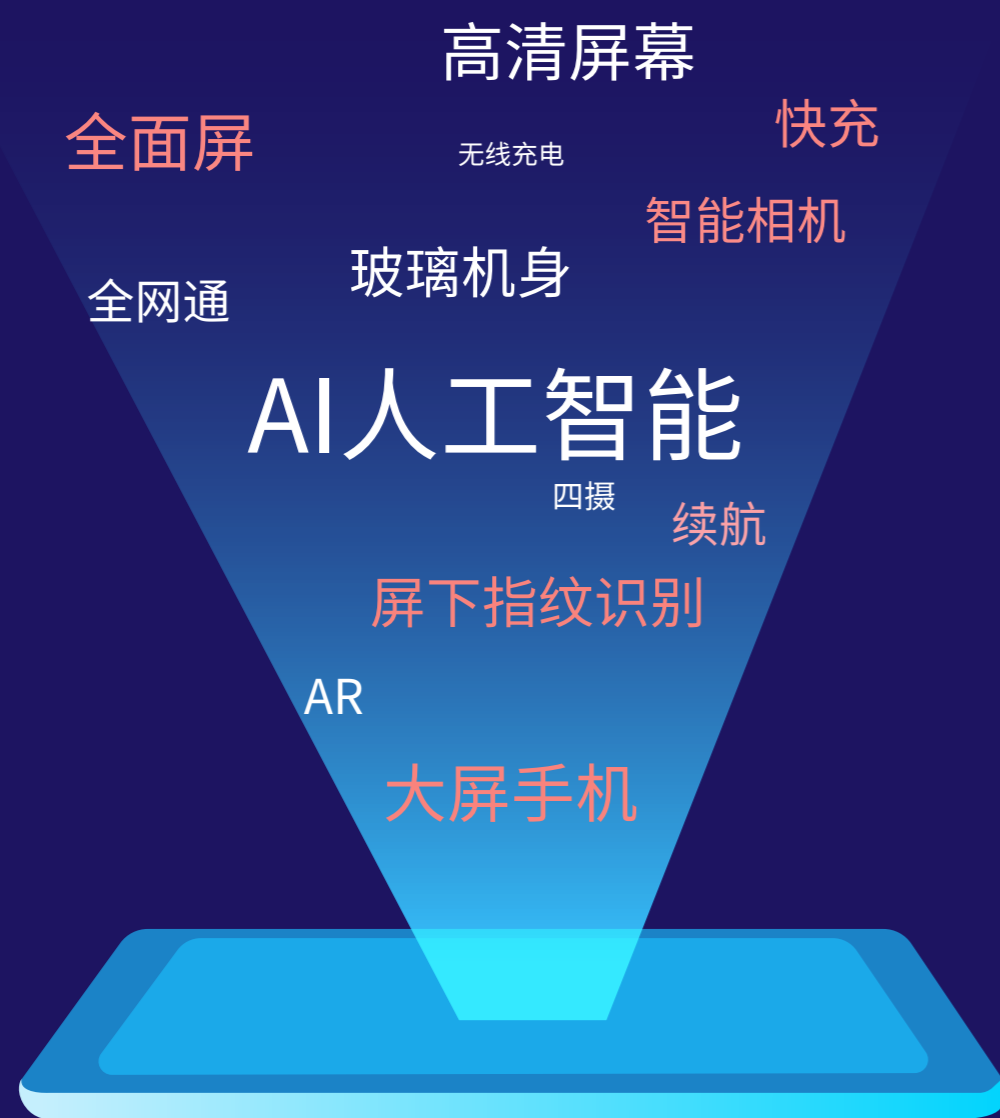 高清屏幕
快充
全面屏
无线充电
智能相机
玻璃机身
全网通
AI人工智能
四摄
续航
屏下指纹识别
AR
大屏手机